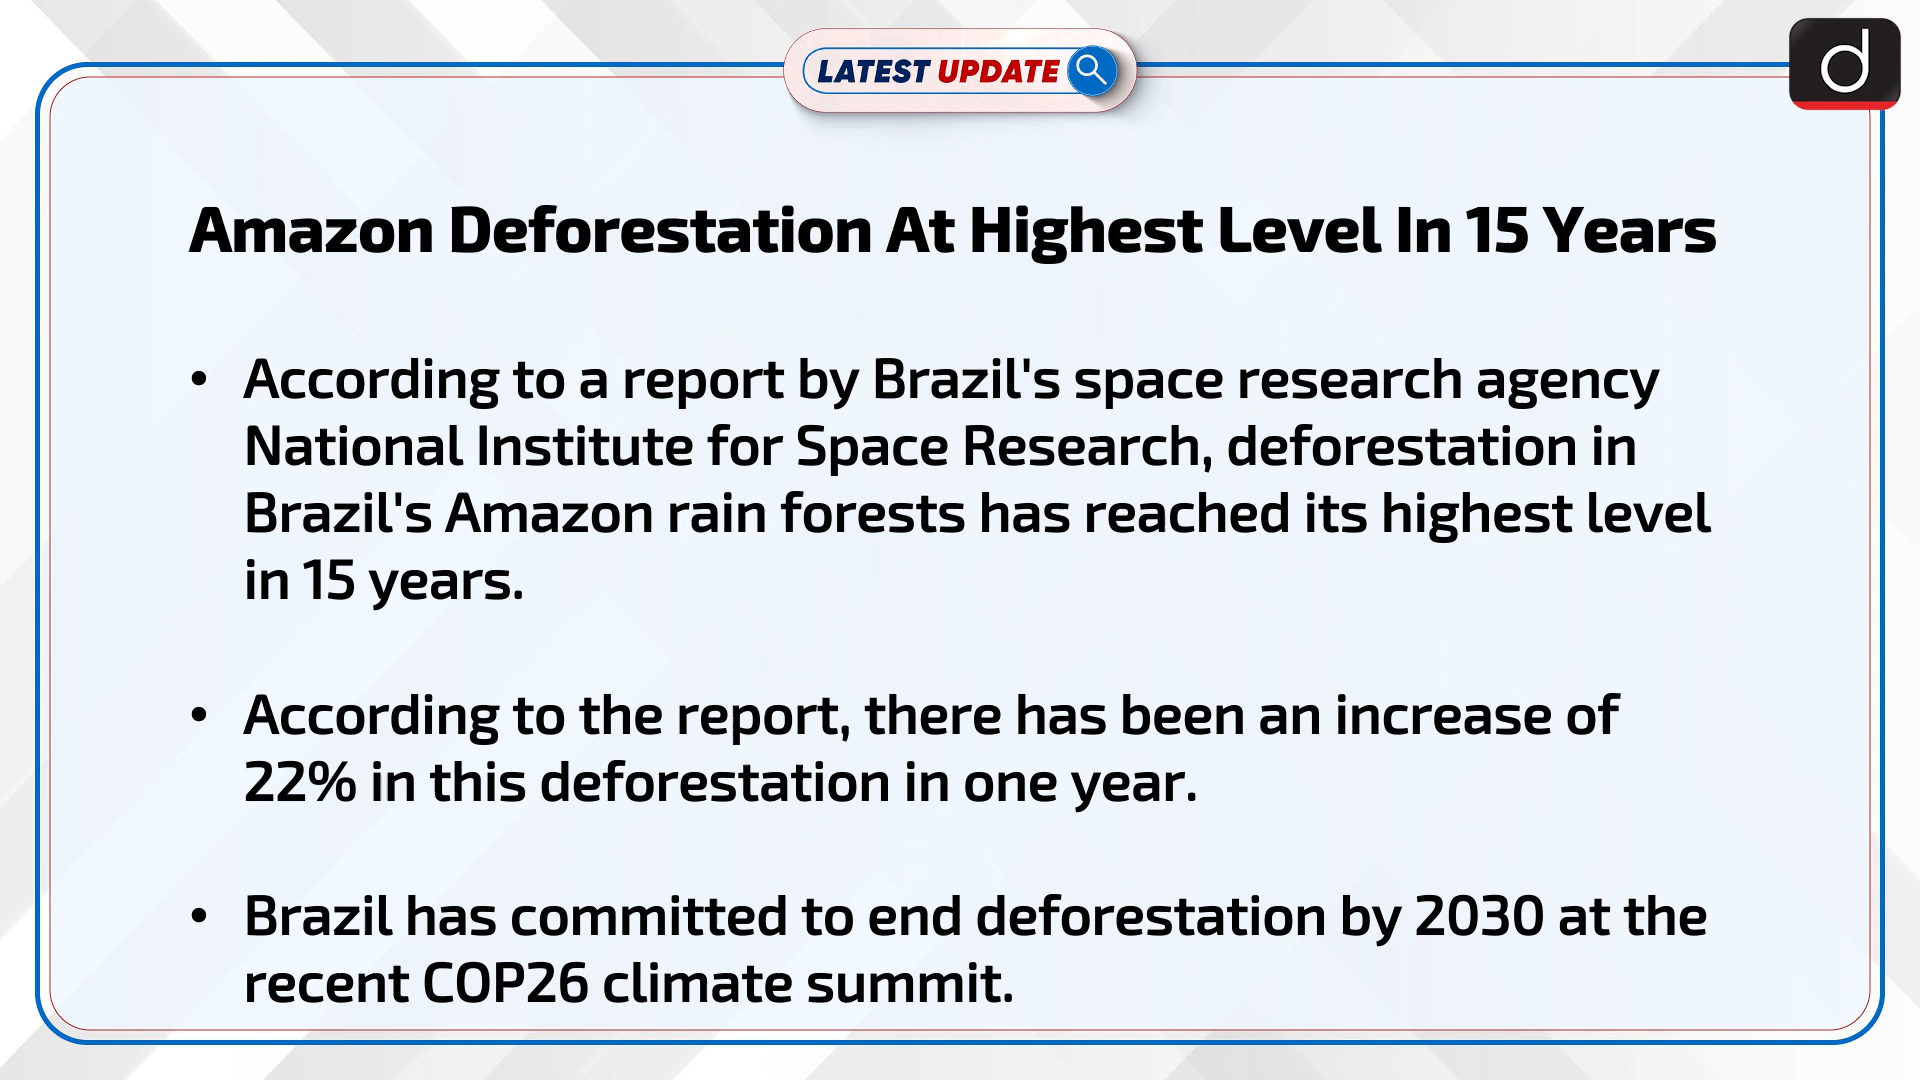 LATEST UPDATE
d
Amazon Deforestation At Highest Level In 15 Years
• According to a report by Brazil's space research agency
National Institute for Space Research, deforestation in
Brazil's Amazon rain forests has reached its highest level
in 15 years.
• According to the report, there has been an increase of
22% in this deforestation in one year.
• Brazil has committed to end deforestation by 2030 at the
recent COP26 climate summit.